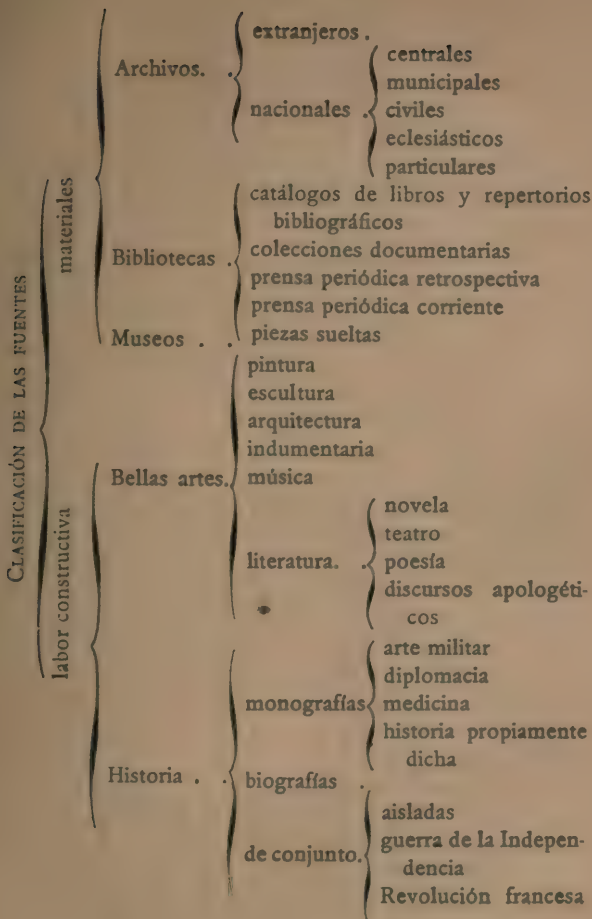 CLASIFICACIÓN DE LAS FUENTES
materiales
Archivos. .
extranjeros .
nacionales .
centrales
municipales
civiles
eclesiásticos
particulares
Bibliotecas .
catálogos de libros y repertorios
bibliográficos
colecciones documentarias
prensa periódica retrospectiva
prensa periódica corriente
Museos . .
piezas sueltas
labor constructiva
Bellas artes.
pintura
escultura
arquitectura
indumentaria
música
literatura. .
novela
teatro
poesía
discursos apologéti-
cos
Historia . .
monografías
arte militar
diplomacia
medicina
historia propiamente
dicha
biografías .
de conjunto.
aisladas
guerra de la Indepen-
dencia
Revolución francesa